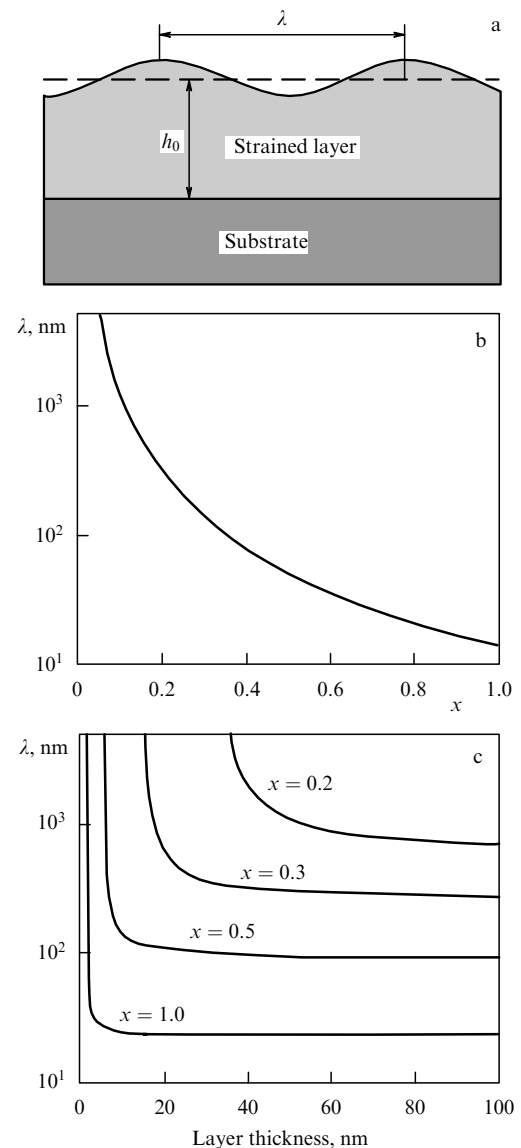 a
λ
h₀
Strained layer
Substrate
λ, nm
b
10³
10²
10¹
0
0.2
0.4
0.6
0.8
1.0
x
λ, nm
c
x = 0.2
10³
x = 0.3
x = 0.5
10²
x = 1.0
10¹
0
20
40
60
80
100
Layer thickness, nm